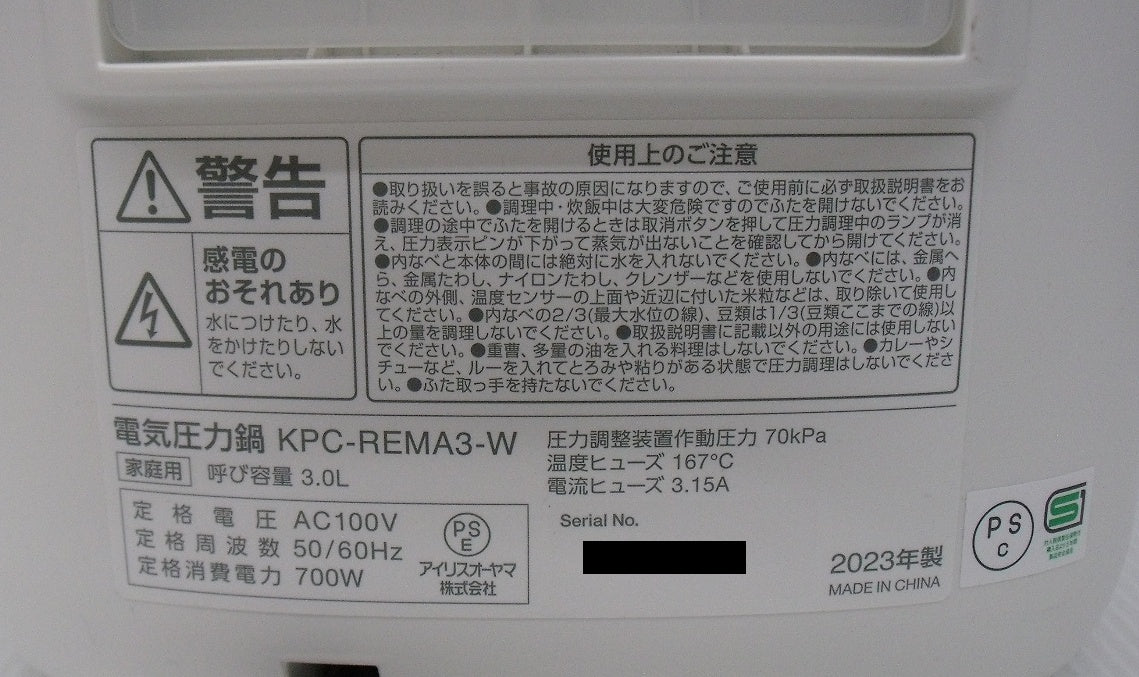 警告
感電の
おそれあり
水につけたり、水
をかけたりしない
でください。
使用上のご注意
●取り扱いを誤ると事故の原因になりますので、ご使用前に必ず取扱説明書をお
読みください。●調理中・炊飯中は大変危険ですのでふたを開けないでください。
●調理の途中でふたを開けるときは取消ボタンを押して圧力調理中のランプが消
え、圧力表示ピンが下がって蒸気が出ないことを確認してから開けてください。
●内なべと本体の間には絶対に水を入れないでください。●内なべには、金属へ
ら、金属たわし、ナイロンたわし、クレンザーなどを使用しないでください。●内
なべの外側、温度センサーの上面や近辺に付いた米粒などは、取り除いて使用し
てください。●内なべの2/3(最大水位の線)、豆類は1/3(豆類ここまでの線)以
上の量を調理しないでください。●取扱説明書に記載以外の用途には使用しない
でください。●重曹、多量の油を入れる料理はしないでください。●カレーやシ
チューなど、ルーを入れてとろみや粘りがある状態で圧力調理はしないでくださ
い。●ふた取っ手を持たないでください。
電気圧力鍋 KPC-REMA3-W
家庭用 呼び容量 3.0L
定格電圧 AC100V
定格周波数 50/60Hz
定格消費電力 700W
PS
E
アイリスオーヤマ
株式会社
圧力調整装置作動圧力 70kPa
温度ヒューズ 167℃
電流ヒューズ 3.15A
Serial No.
2023年製
MADE IN CHINA
PS
C